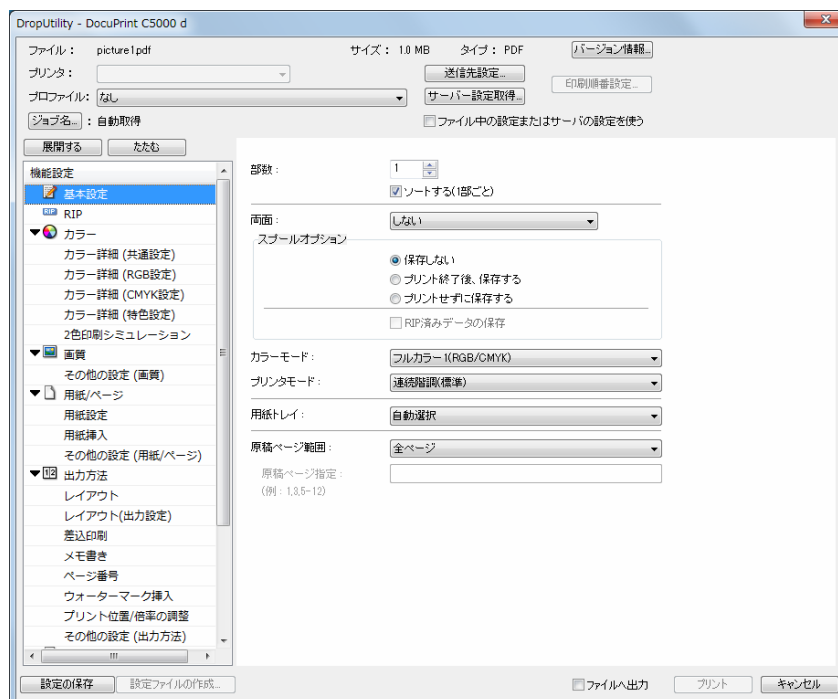 DropUtility - DocuPrint C5000 d
ファイル： picture1.pdf サイズ： 1.0 MB タイプ： PDF バージョン情報...
プリンタ： 送信先設定... 印刷順番設定...
プロファイル： なし サーバー設定取得...
ジョブ名... ： 自動取得 ファイル中の設定またはサーバの設定を使う
展開する たたむ
機能設定
基本設定
RIP RIP
カラー
カラー詳細 (共通設定)
カラー詳細 (RGB設定)
カラー詳細 (CMYK設定)
カラー詳細 (特色設定)
2色印刷シミュレーション
画質
その他の設定 (画質)
用紙/ページ
用紙設定
用紙挿入
その他の設定 (用紙/ページ)
12 出力方法
レイアウト
レイアウト(出力設定)
差込印刷
メモ書き
ページ番号
ウォーターマーク挿入
プリント位置/倍率の調整
その他の設定 (出力方法)
部数： 1
ソートする(1部ごと)
両面： しない
スプールオプション
保存しない
プリント終了後、保存する
プリントせずに保存する
RIP済みデータの保存
カラーモード： フルカラー1(RGB/CMYK)
プリンタモード： 連続階調(標準)
用紙トレイ： 自動選択
原稿ページ範囲： 全ページ
原稿ページ指定：
(例：1,3,5-12)
設定の保存 設定ファイルの作成... ファイルへ出力 プリント キャンセル